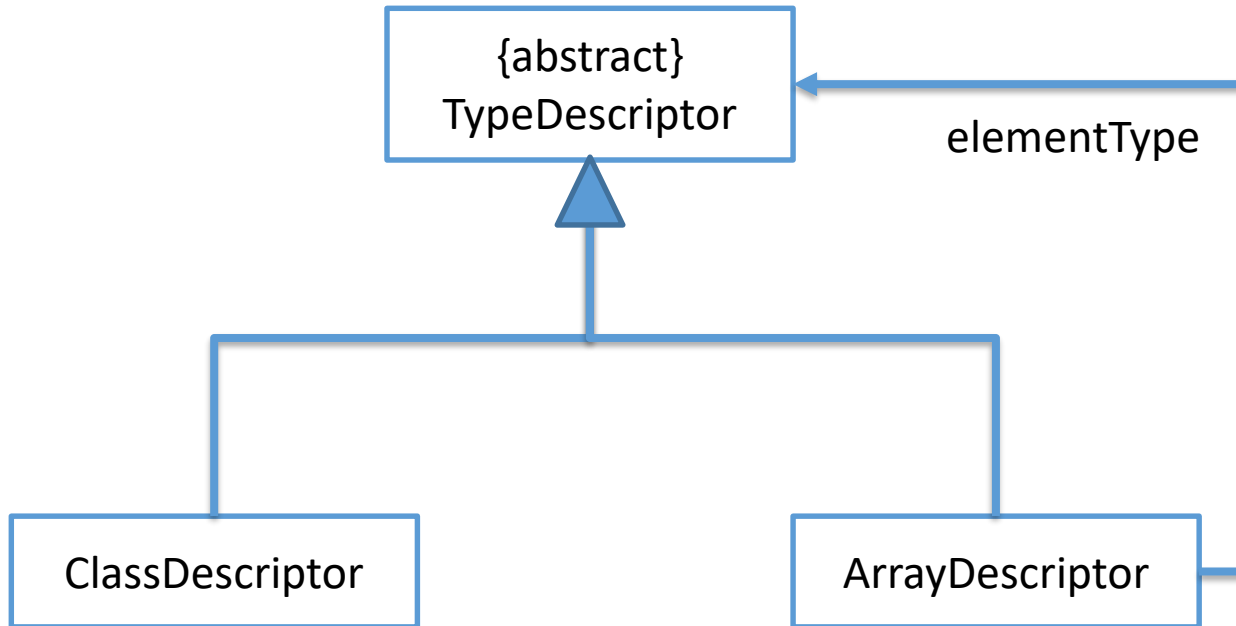 {abstract}
TypeDescriptor
elementType
ClassDescriptor
ArrayDescriptor